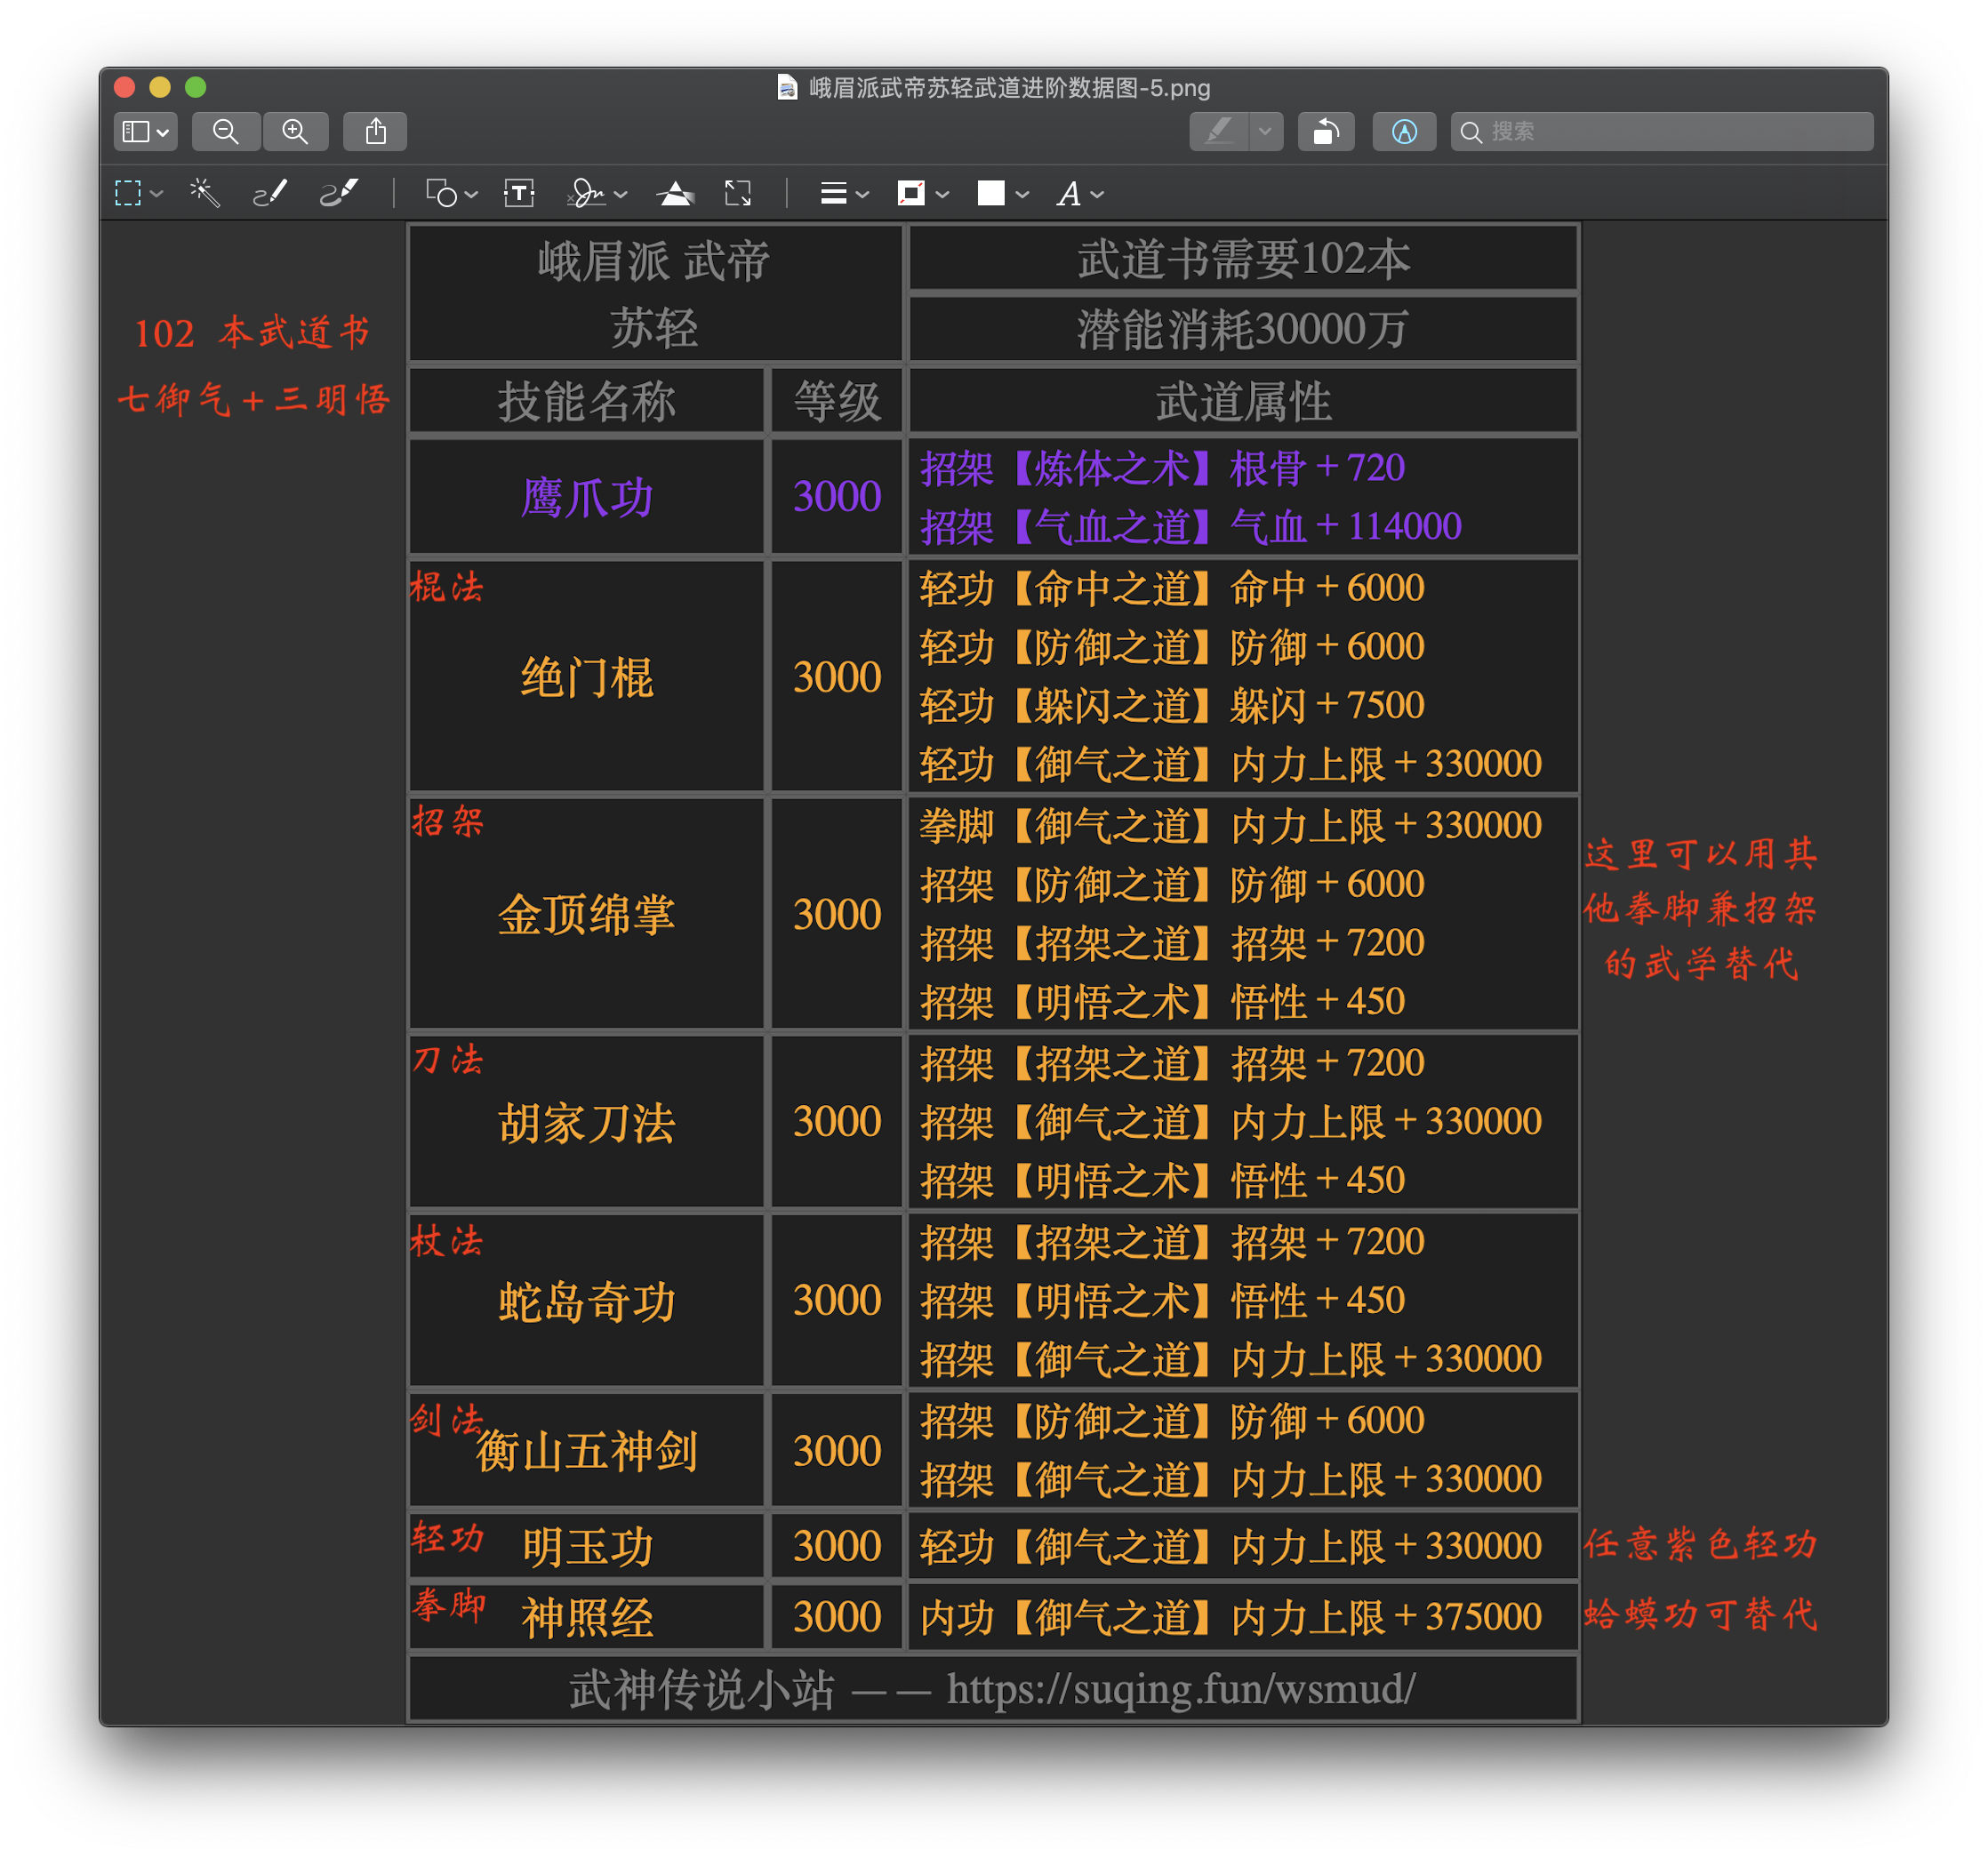 峨眉派武帝苏轻武道进阶数据图-5.png
搜索
峨眉派 武帝
苏轻
武道书需要102本
潜能消耗30000万
102 本武道书
七御气+三明悟
技能名称
等级
武道属性
鹰爪功
3000
招架【炼体之术】根骨+720
招架【气血之道】气血+114000
棍法
绝门棍
3000
轻功【命中之道】命中+6000
轻功【防御之道】防御+6000
轻功【躲闪之道】躲闪+7500
轻功【御气之道】内力上限+330000
招架
金顶绵掌
3000
拳脚【御气之道】内力上限+330000
招架【防御之道】防御+6000
招架【招架之道】招架+7200
招架【明悟之术】悟性+450
这里可以用其
他拳脚兼招架
的武学替代
刀法
胡家刀法
3000
招架【招架之道】招架+7200
招架【御气之道】内力上限+330000
招架【明悟之术】悟性+450
杖法
蛇岛奇功
3000
招架【招架之道】招架+7200
招架【明悟之术】悟性+450
招架【御气之道】内力上限+330000
剑法
衡山五神剑
3000
招架【防御之道】防御+6000
招架【御气之道】内力上限+330000
轻功
明玉功
3000
轻功【御气之道】内力上限+330000
任意紫色轻功
拳脚
神照经
3000
内功【御气之道】内力上限+375000
蛤蟆功可替代
武神传说小站 —— https://suqing.fun/wsmud/